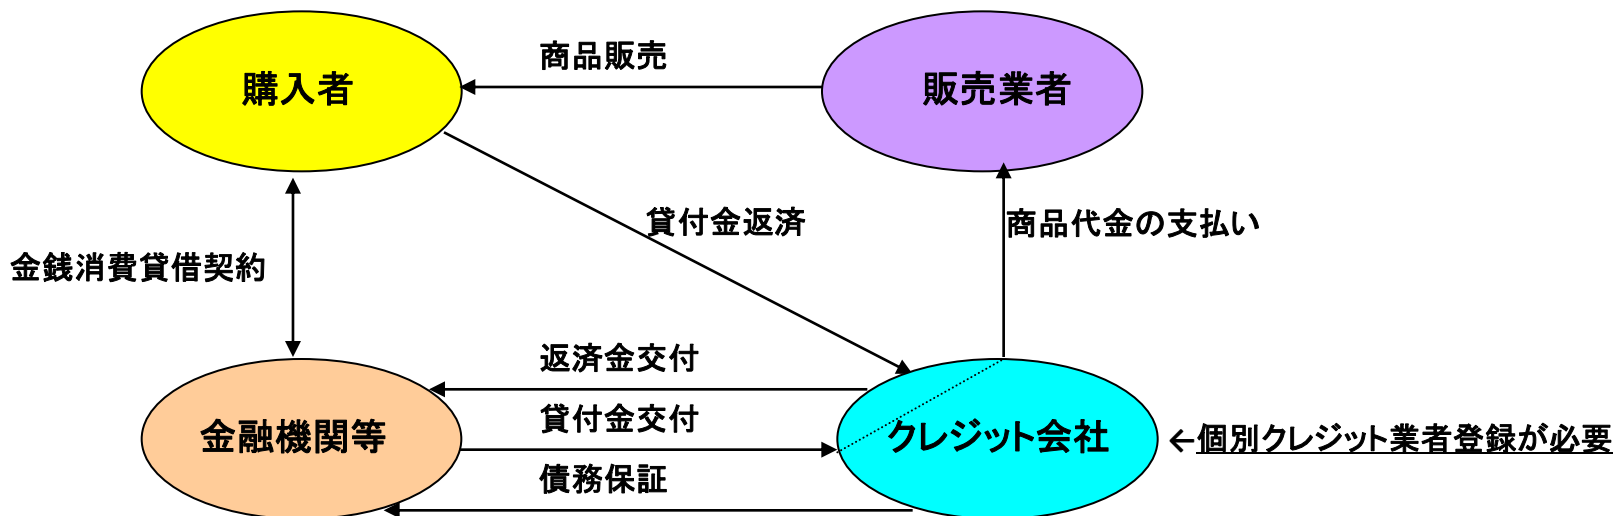 商品販売
購入者
販売業者
貸付金返済
商品代金の支払い
金銭消費貸借契約
返済金交付
貸付金交付
金融機関等
クレジット会社
←個別クレジット業者登録が必要
債務保証